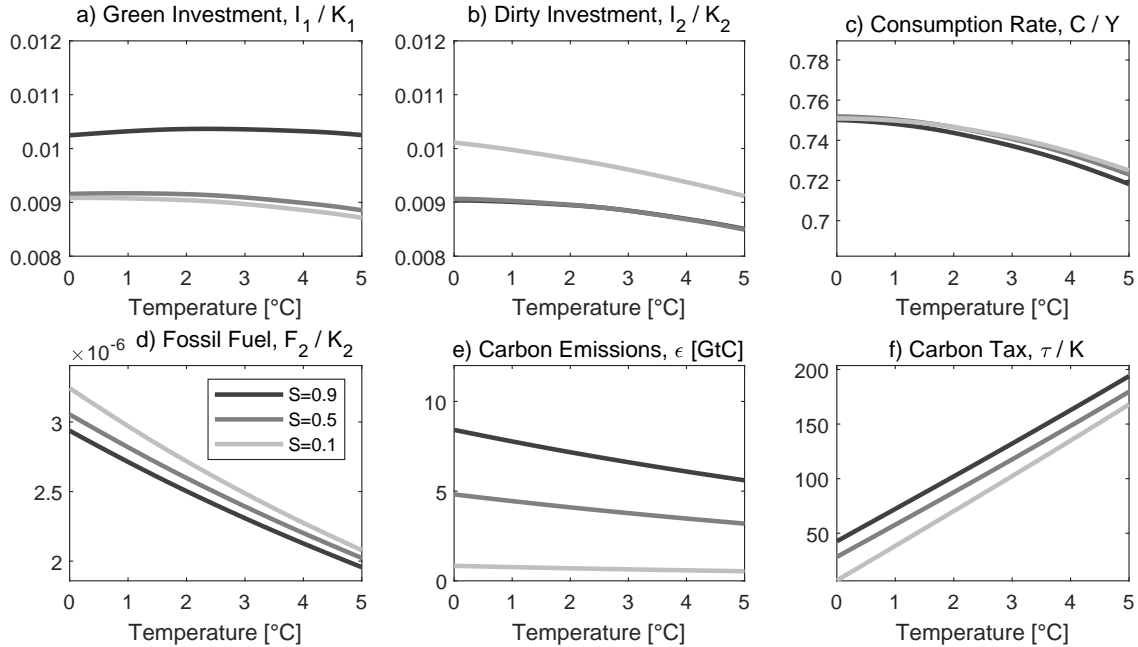 a) Green Investment, I1 / K1
b) Dirty Investment, I2 / K2
c) Consumption Rate, C / Y
0.012
0.011
0.01
0.009
0.008
0 1 2 3 4 5
Temperature [°C]
0.012
0.011
0.01
0.009
0.008
0 1 2 3 4 5
Temperature [°C]
0.78
0.76
0.74
0.72
0.7
0 1 2 3 4 5
Temperature [°C]
× 10-6
d) Fossil Fuel, F2 / K2
e) Carbon Emissions, ϵ [GtC]
f) Carbon Tax, τ / K
3
2.5
2
S=0.9
S=0.5
S=0.1
0 1 2 3 4 5
Temperature [°C]
10
5
0
0 1 2 3 4 5
Temperature [°C]
200
150
100
50
0 1 2 3 4 5
Temperature [°C]